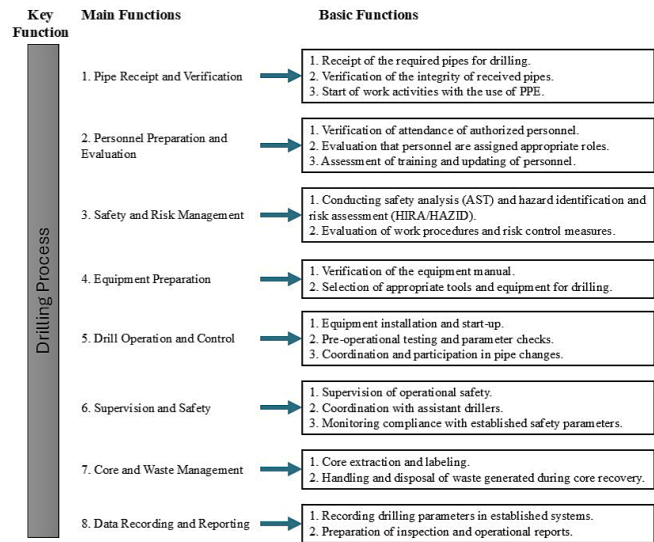 Key Function
Main Functions
Basic Functions
Drilling Process
1. Pipe Receipt and Verification
1. Receipt of the required pipes for drilling.
2. Verification of the integrity of received pipes.
3. Start of work activities with the use of PPE.
2. Personnel Preparation and
Evaluation
1. Verification of attendance of authorized personnel.
2. Evaluation that personnel are assigned appropriate roles.
3. Assessment of training and updating of personnel.
3. Safety and Risk Management
1. Conducting safety analysis (AST) and hazard identification and
risk assessment (HIRA/HAZID).
2. Evaluation of work procedures and risk control measures.
4. Equipment Preparation
1. Verification of the equipment manual.
2. Selection of appropriate tools and equipment for drilling.
5. Drill Operation and Control
1. Equipment installation and start-up.
2. Pre-operational testing and parameter checks.
3. Coordination and participation in pipe changes.
6. Supervision and Safety
1. Supervision of operational safety.
2. Coordination with assistant drillers.
3. Monitoring compliance with established safety parameters.
7. Core and Waste Management
1. Core extraction and labeling.
2. Handling and disposal of waste generated during core recovery.
8. Data Recording and Reporting
1. Recording drilling parameters in established systems.
2. Preparation of inspection and operational reports.